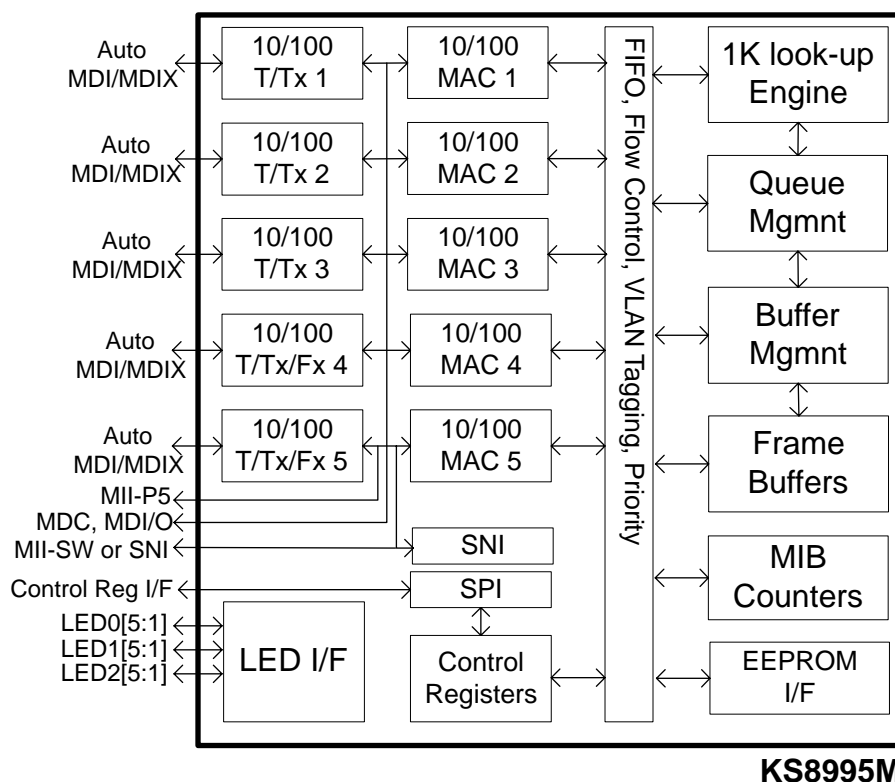 Auto
MDI/MDIX
10/100
T/Tx 1
10/100
MAC 1
Auto
MDI/MDIX
10/100
T/Tx 2
10/100
MAC 2
Auto
MDI/MDIX
10/100
T/Tx 3
10/100
MAC 3
Auto
MDI/MDIX
10/100
T/Tx/Fx 4
10/100
MAC 4
Auto
MDI/MDIX
10/100
T/Tx/Fx 5
10/100
MAC 5
MII-P5
MDC, MDI/O
MII-SW or SNI
SNI
Control Reg I/F
SPI
LED0[5:1]
LED1[5:1]
LED2[5:1]
LED I/F
Control
Registers
FIFO, Flow Control, VLAN Tagging, Priority
1K look-up
Engine
Queue
Mgmnt
Buffer
Mgmnt
Frame
Buffers
MIB
Counters
EEPROM
I/F
KS8995M